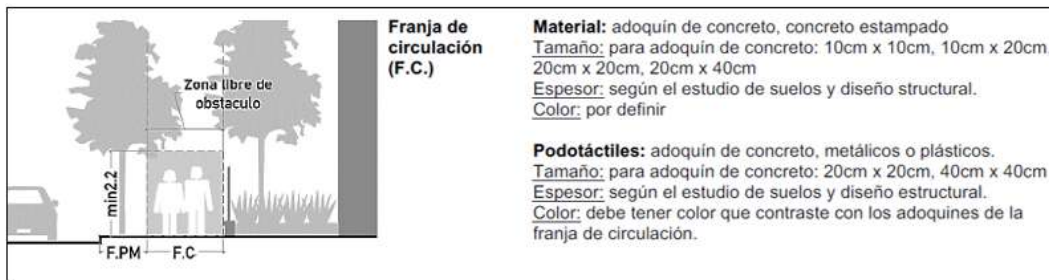 Zona libre de
obstaculo
min2.2
F.PM
F.C
Franja de
circulación
(F.C.)
Material: adoquín de concreto, concreto estampado
Tamaño: para adoquín de concreto: 10cm x 10cm, 10cm x 20cm
20cm x 20cm, 20cm x 40cm
Espesor: según el estudio de suelos y diseño structural.
Color: por definir
Podotáctiles: adoquín de concreto, metálicos o plásticos.
Tamaño: para adoquín de concreto: 20cm x 20cm, 40cm x 40cm
Espesor: según el estudio de suelos y diseño estructural.
Color: debe tener color que contraste con los adoquines de la
franja de circulación.